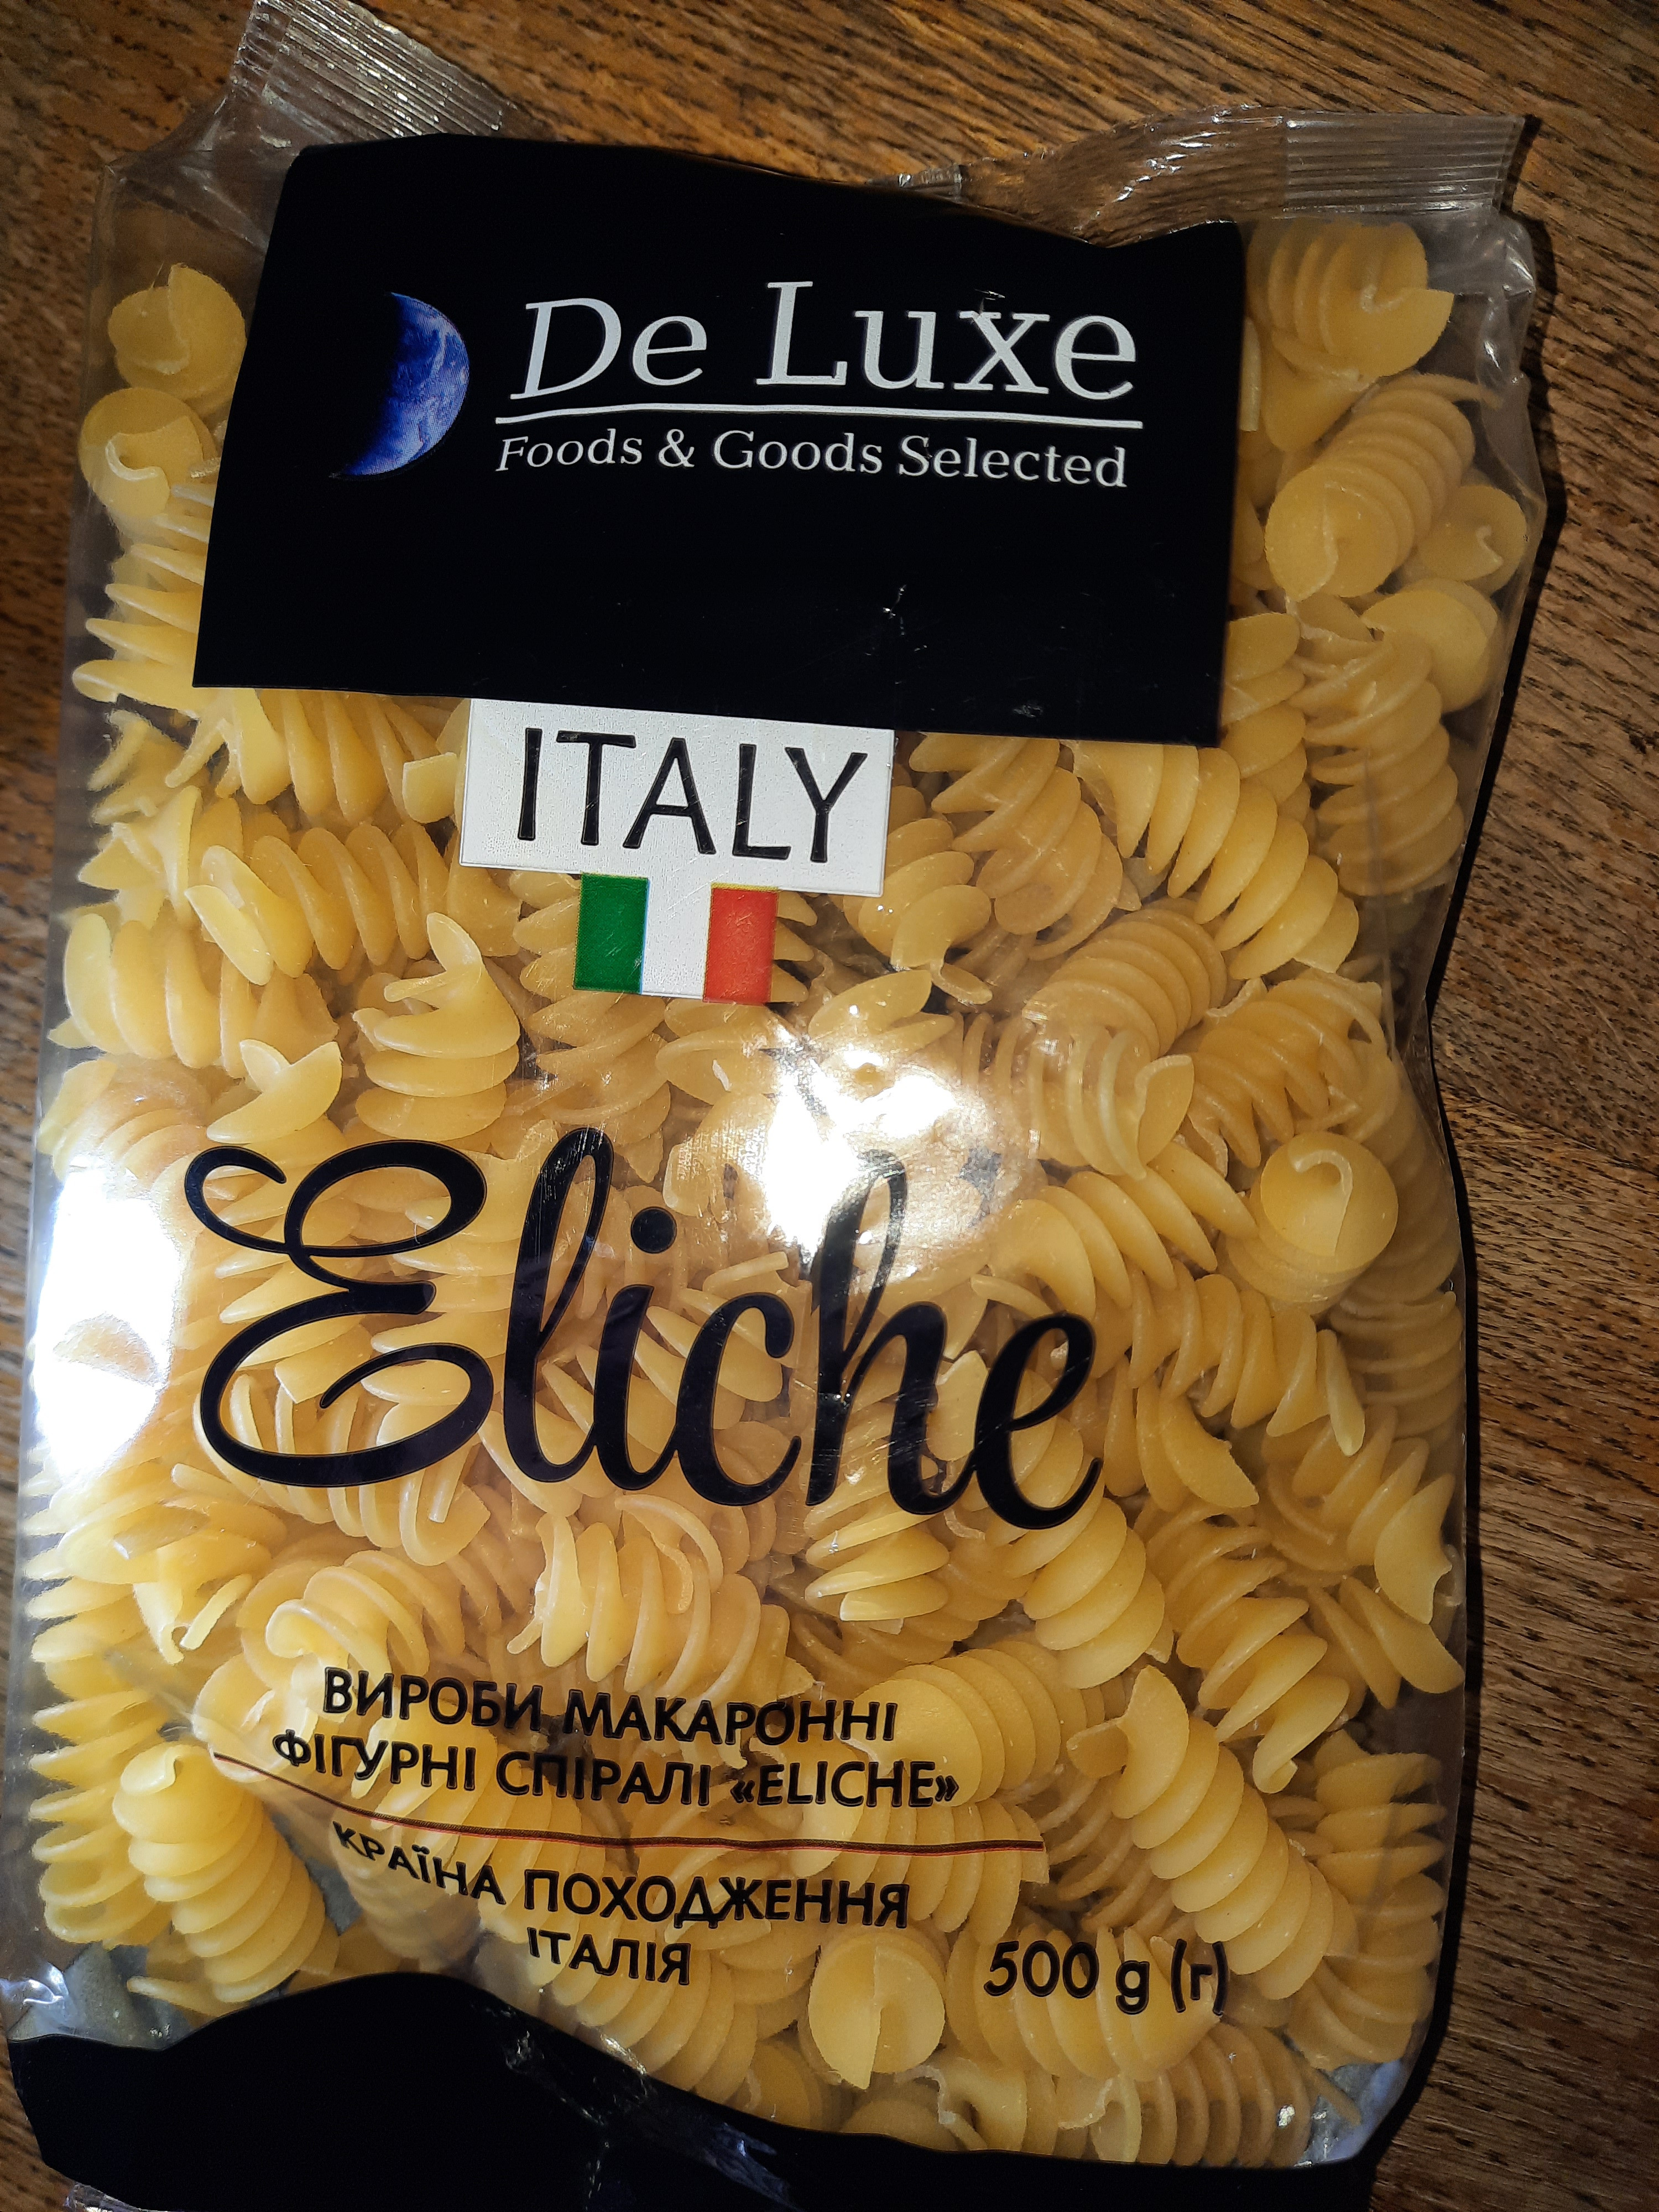 De Luxe
Foods & Goods Selected
ITALY
Eliche
ВИРОБИ МАКАРОННІ
ФІГУРНІ СПІРАЛІ «ELICHE»
КРАЇНА ПОХОДЖЕННЯ
ІТАЛІЯ
500 g (г)